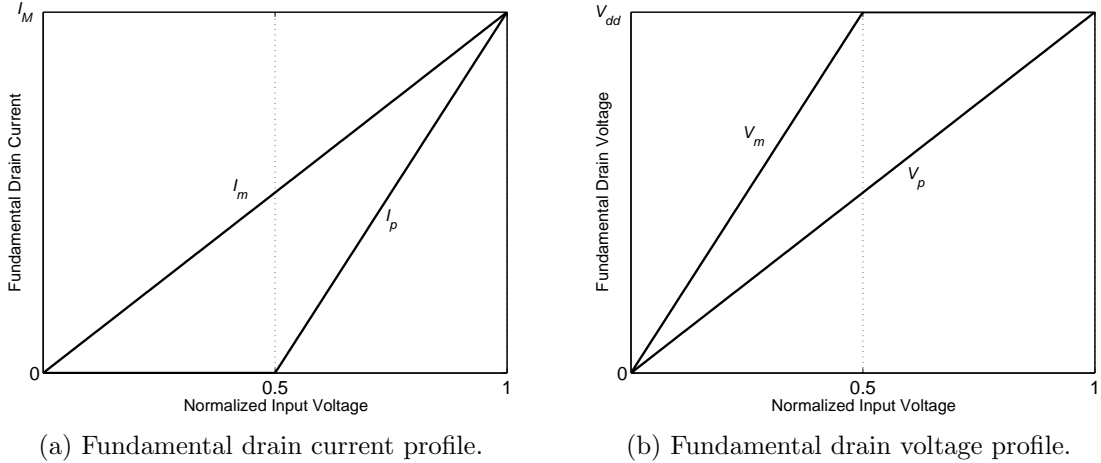 I_M
Fundamental Drain Current
I_m
I_p
0
0.5
1
Normalized Input Voltage
(a) Fundamental drain current profile.
V_dd
Fundamental Drain Voltage
V_m
V_p
0
0.5
1
Normalized Input Voltage
(b) Fundamental drain voltage profile.